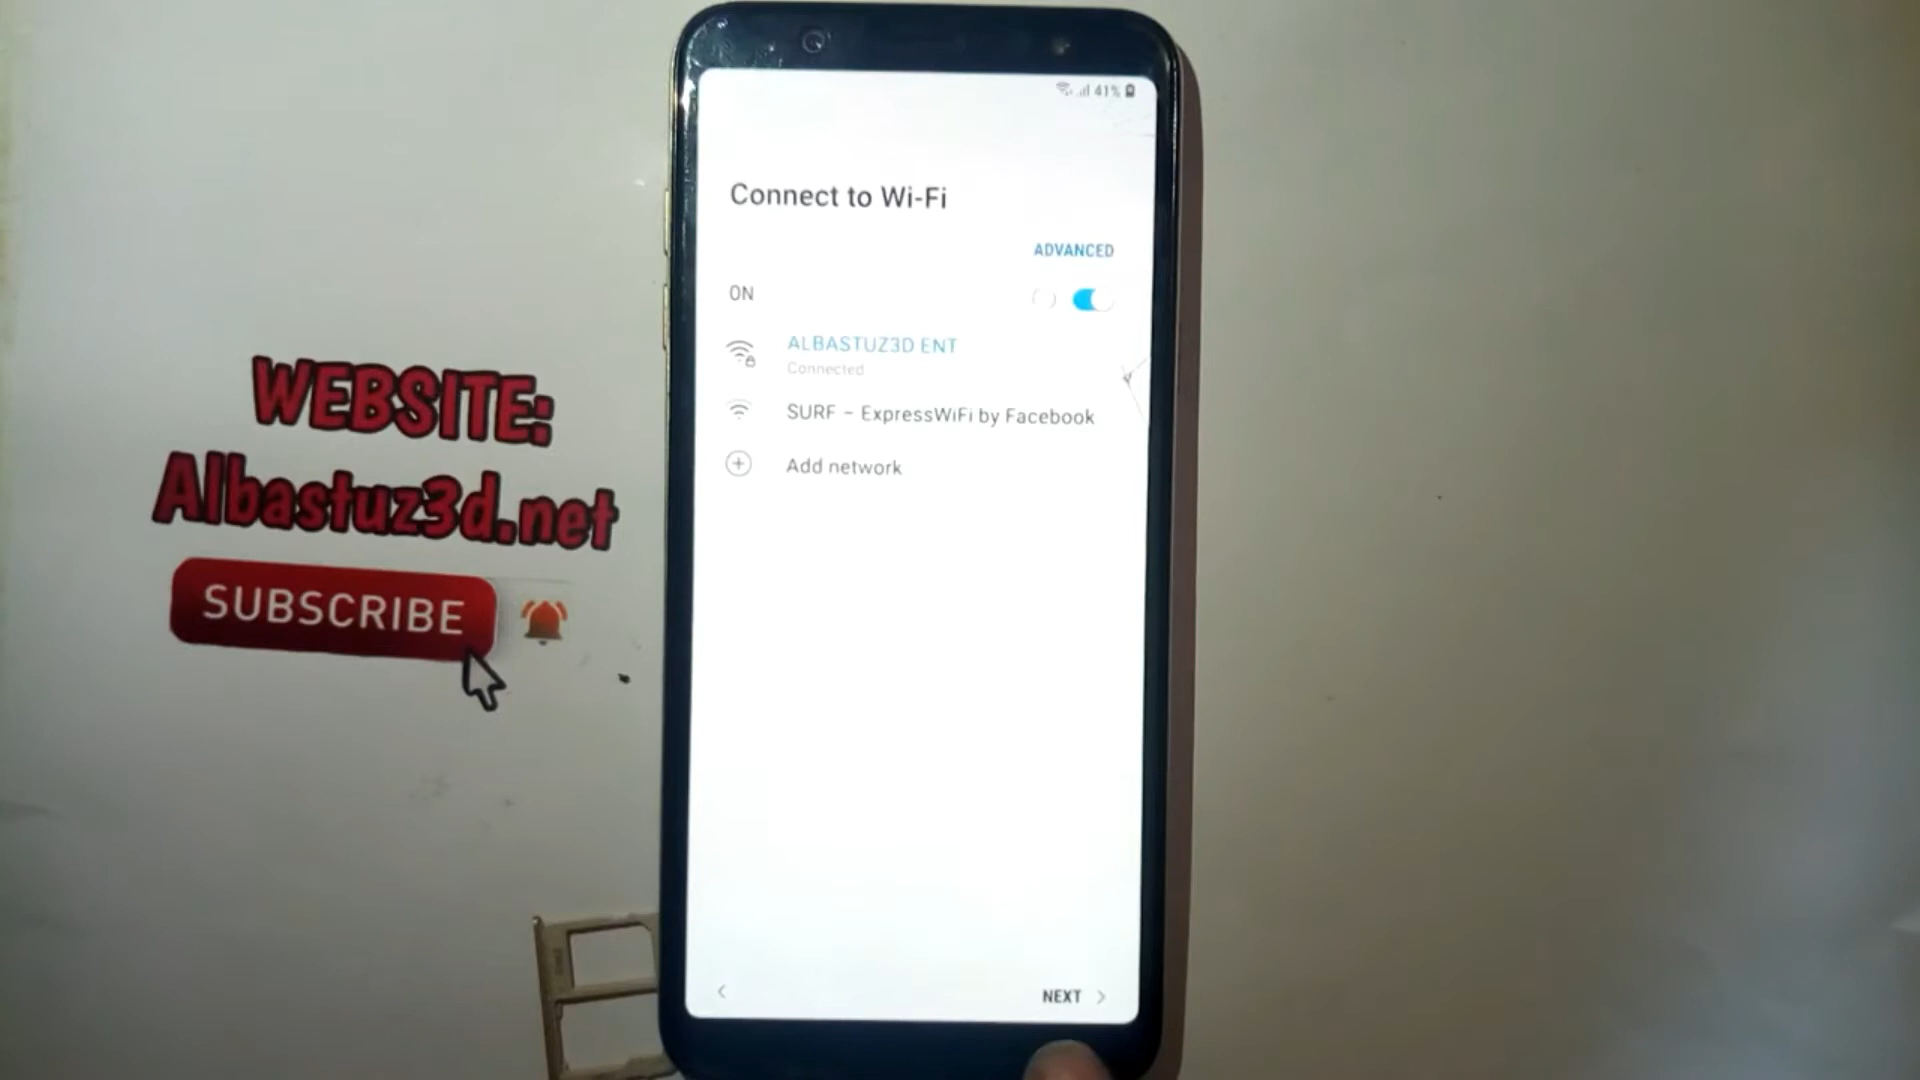 41%
Connect to Wi-Fi
ADVANCED
ON
ALBASTUZ3D ENT
Connected
SURF – ExpressWiFi by Facebook
Add network
NEXT
WEBSITE:
Albastuz3d.net
SUBSCRIBE